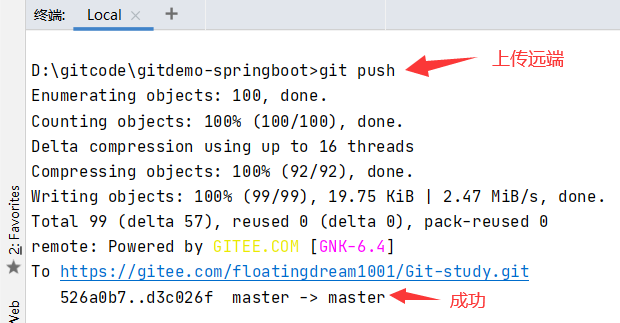 终端: Local × + ∨
D:\gitcode\gitdemo-springboot>git push 上传远端
Enumerating objects: 100, done.
Counting objects: 100% (100/100), done.
Delta compression using up to 16 threads
Compressing objects: 100% (92/92), done.
Writing objects: 100% (99/99), 19.75 KiB | 2.47 MiB/s, done.
Total 99 (delta 57), reused 0 (delta 0), pack-reused 0
remote: Powered by GITEE.COM [GNK-6.4]
To https://gitee.com/floatingdream1001/Git-study.git
526a0b7..d3c026f master -> master 成功
2: Favorites
Web